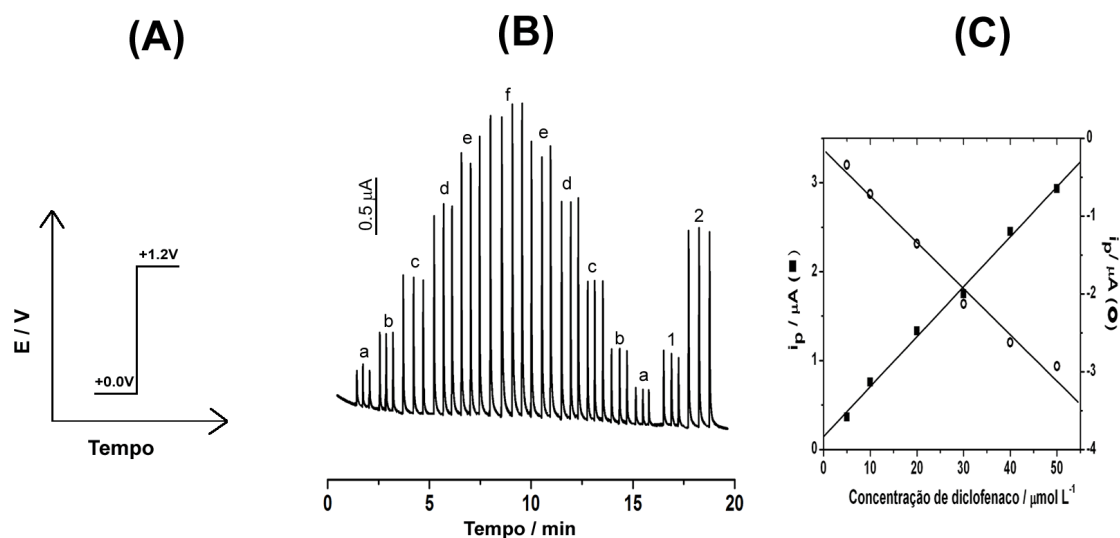 (A)
(B)
(C)
E / V
+1.2V
+0.0V
Tempo
0.5 µA
a
b
c
d
e
f
e
d
c
b
a
1
2
0
5
10
15
20
Tempo / min
0
1
2
3
i_p / µA (■)
0
-1
-2
-3
-4
i_p / µA (O)
0
10
20
30
40
50
Concentração de diclofenaco / µmol L⁻¹